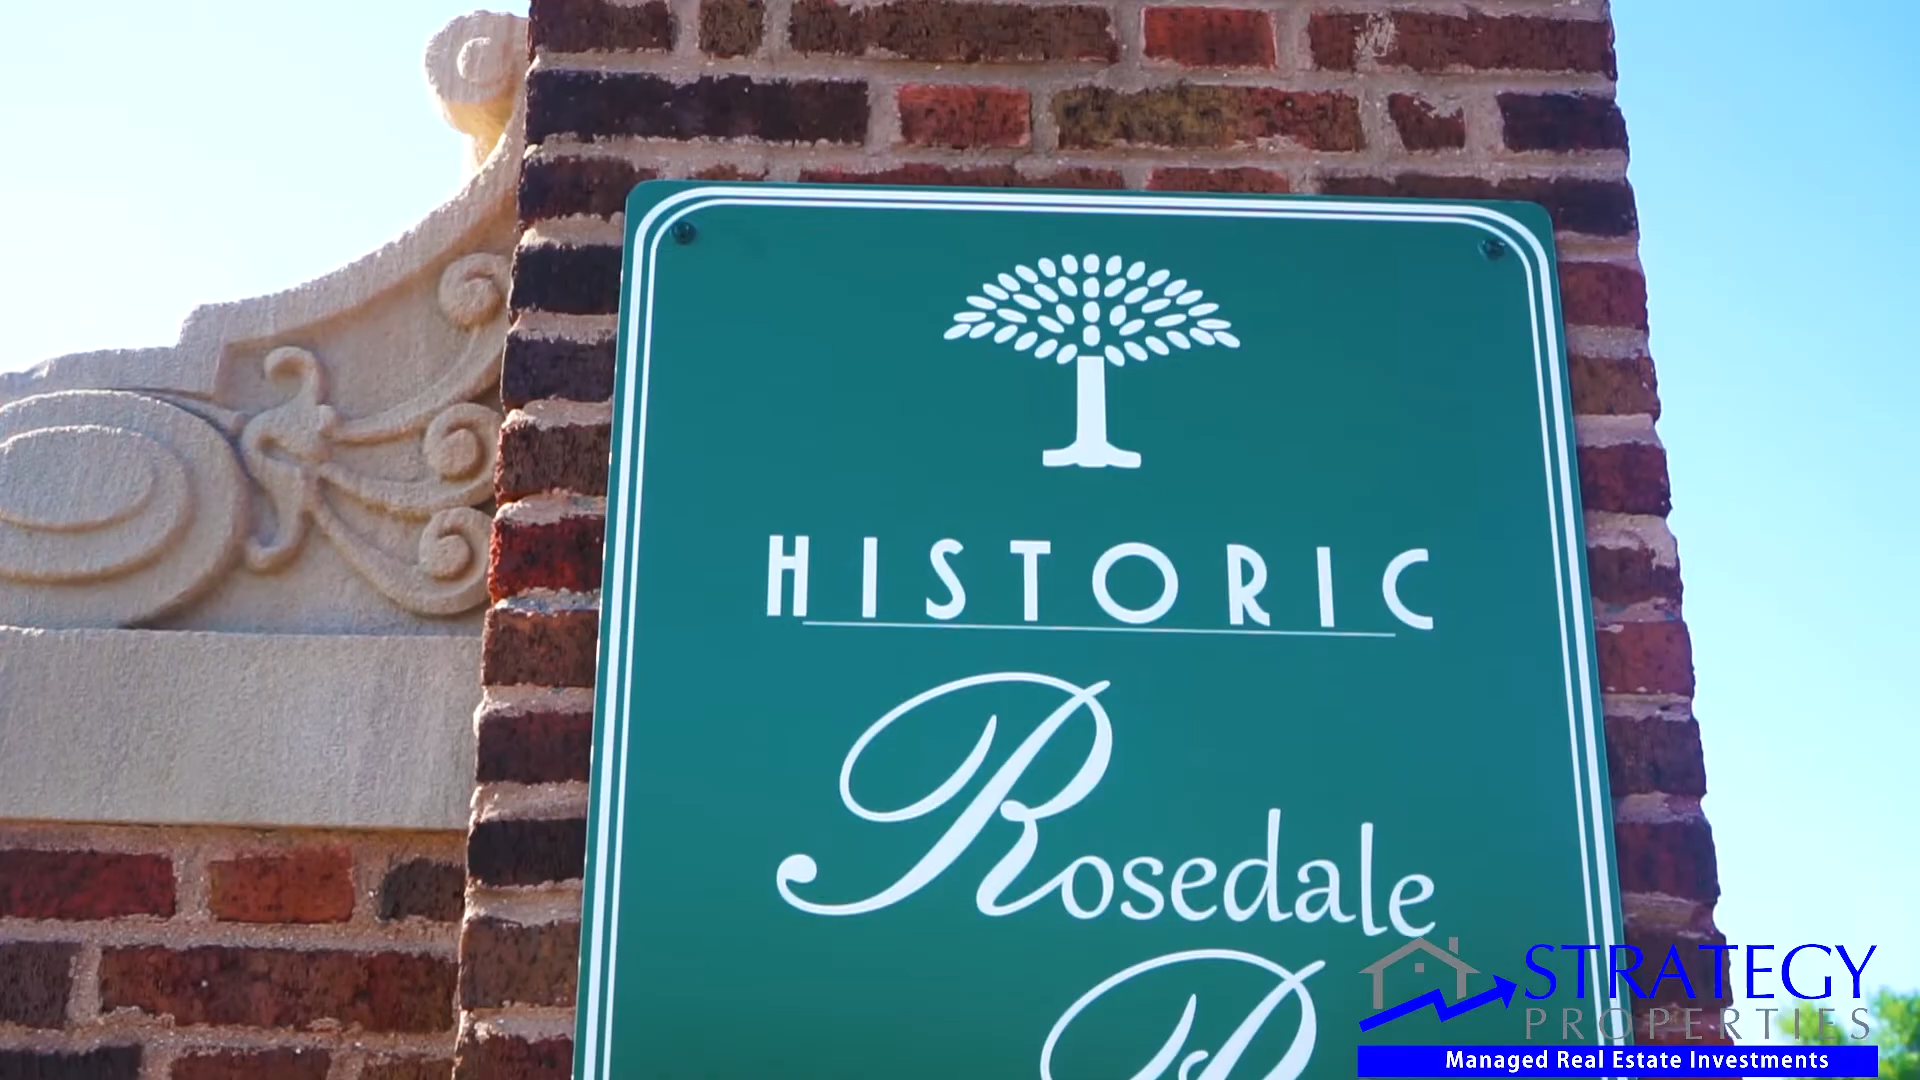 HISTORIC
Rosedale
STRATEGY
PROPERTIES
Managed Real Estate Investments